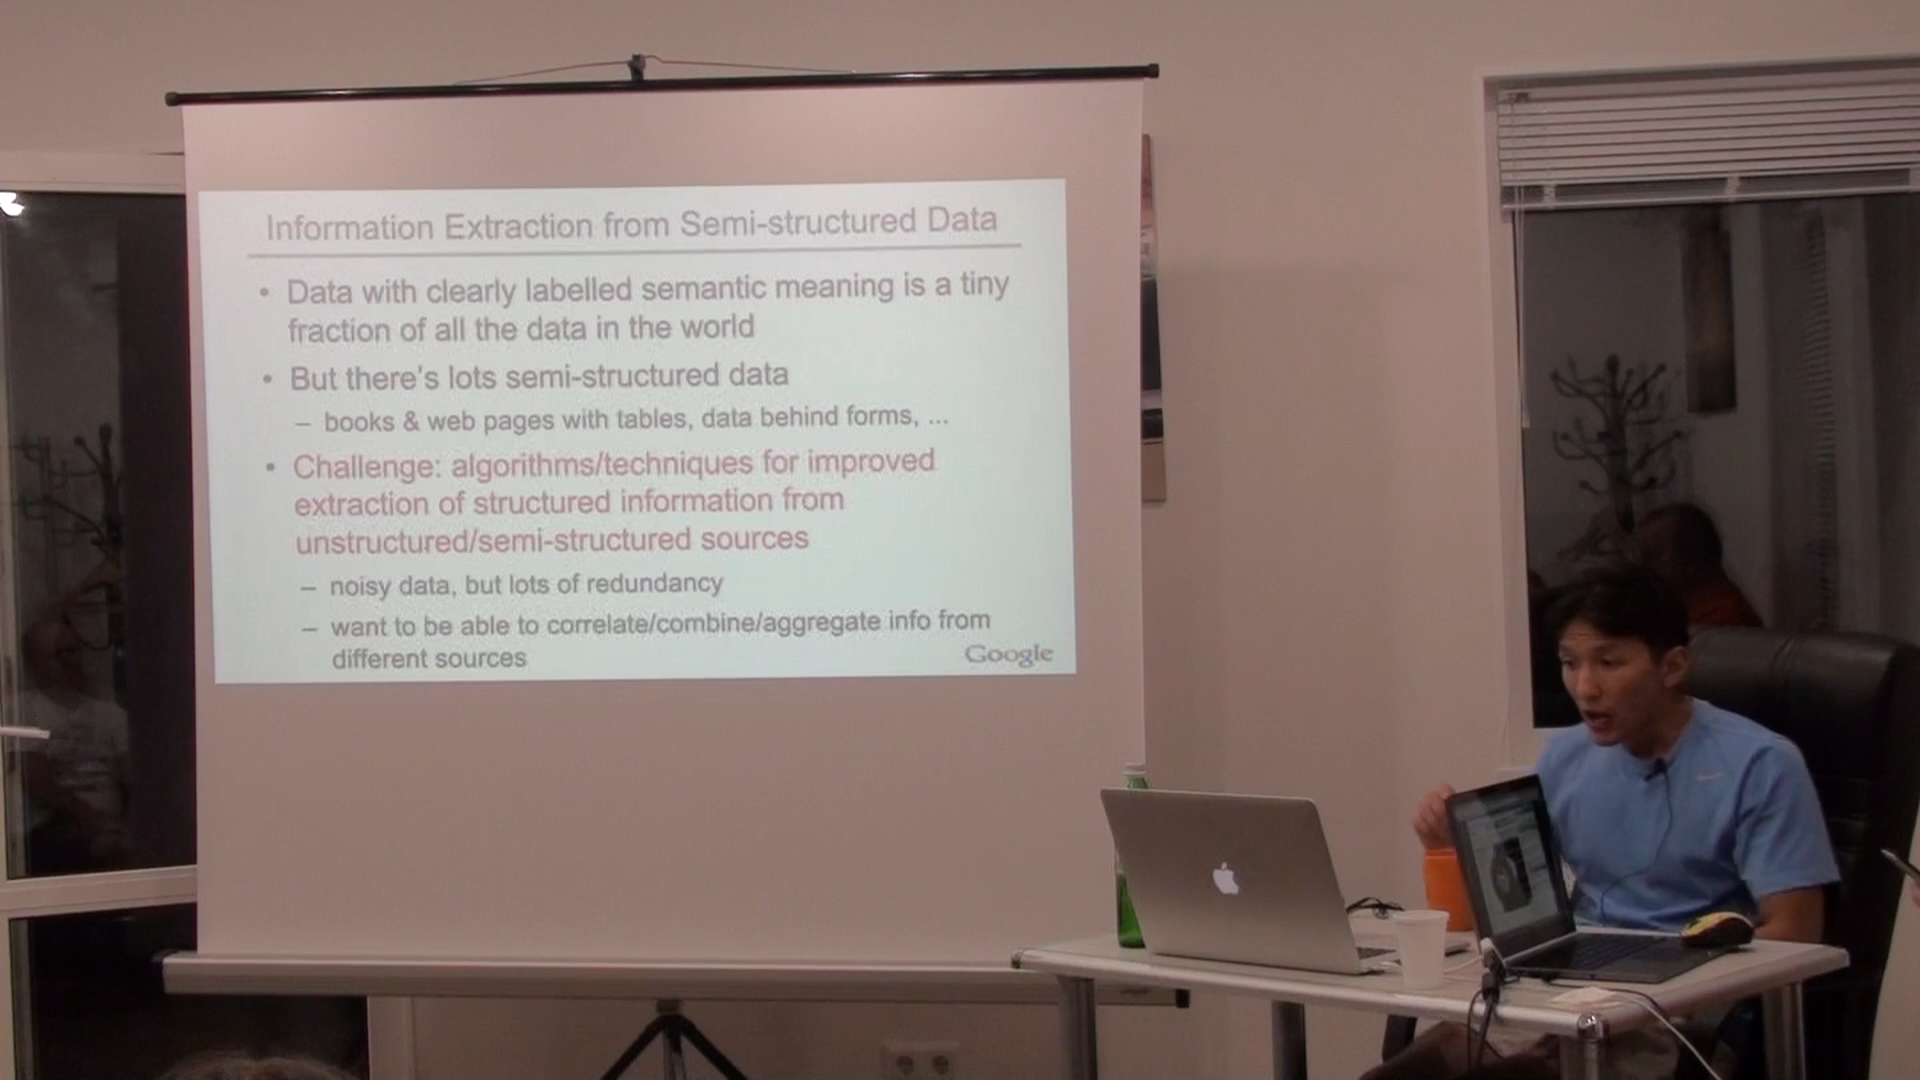 Information Extraction from Semi-structured Data
• Data with clearly labelled semantic meaning is a tiny
fraction of all the data in the world
• But there's lots semi-structured data
– books & web pages with tables, data behind forms, ...
• Challenge: algorithms/techniques for improved
extraction of structured information from
unstructured/semi-structured sources
– noisy data, but lots of redundancy
– want to be able to correlate/combine/aggregate info from
different sources
Google